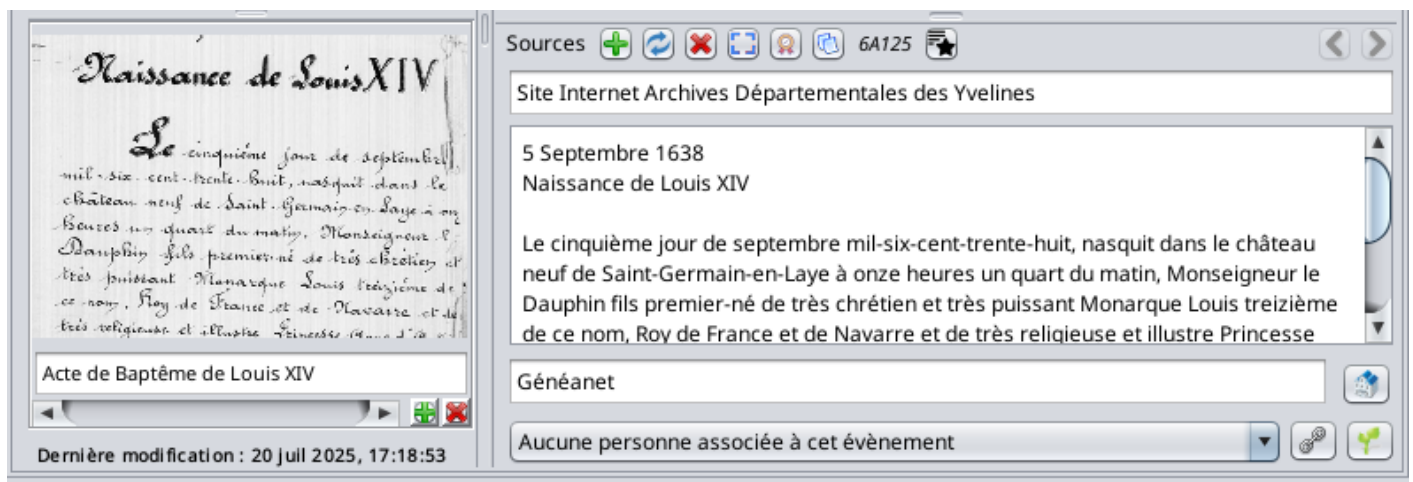 Naissance de Louis XIV
Le cinquième jour de septembre
mil-six-cent-trente-huit, nasquit dans le
château neuf de Saint-Germain-en-Laye à onz
heures un quart du matin, Monseigneur l
Dauphin fils premier-né de très chrétien et
très puissant Monarque Louis treizième de
ce nom, Roy de France et de Navarre et de
très religieuse et illustre Princesse
Acte de Baptême de Louis XIV
Dernière modification : 20 juil 2025, 17:18:53
Sources 6A125
Site Internet Archives Départementales des Yvelines
5 Septembre 1638
Naissance de Louis XIV
Le cinquième jour de septembre mil-six-cent-trente-huit, nasquit dans le château
neuf de Saint-Germain-en-Laye à onze heures un quart du matin, Monseigneur le
Dauphin fils premier-né de très chrétien et très puissant Monarque Louis treizième
de ce nom, Roy de France et de Navarre et de très religieuse et illustre Princesse
Généanet
Aucune personne associée à cet évènement